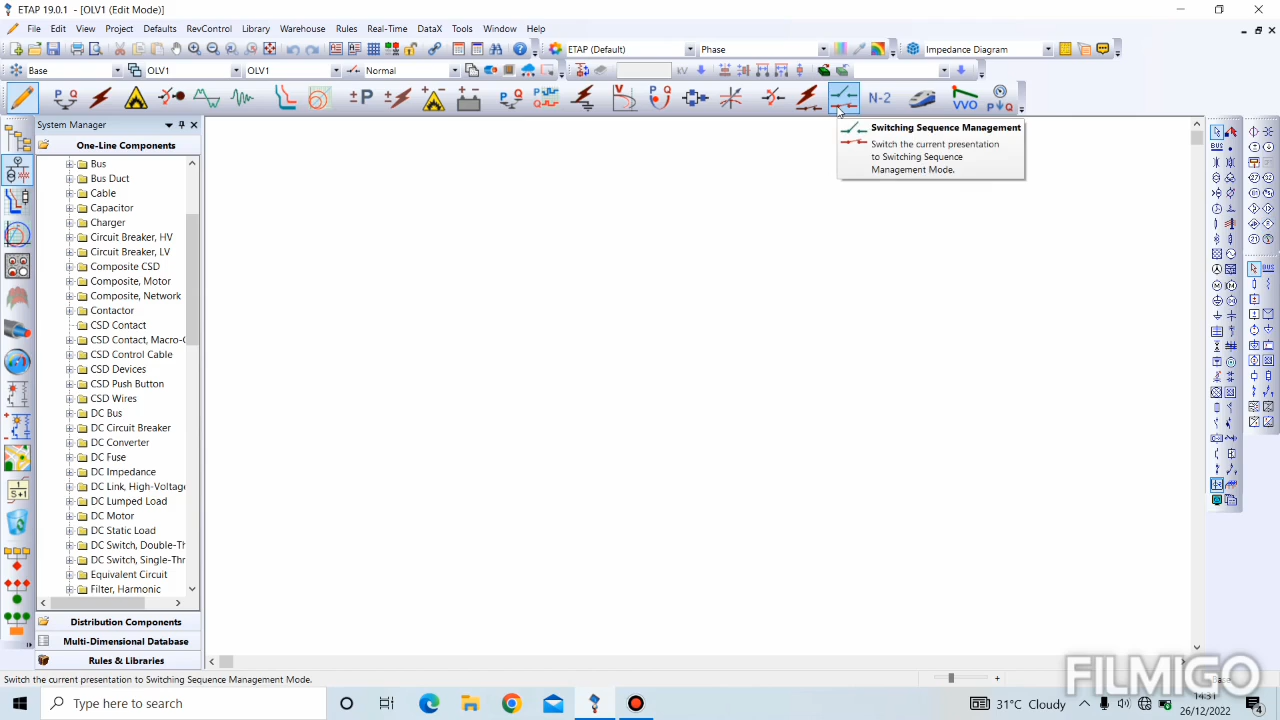 ETAP 19.0.1 - [OLV1 (Edit Mode)]
File Edit View Project Defaults RevControl Library Warehouse Rules Real-Time DataX Tools Window Help
ETAP (Default) Phase Impedance Diagram
Base OLV1 OLV1 Normal kV
P N-2 VVO
System Manager
One-Line Components
Switching Sequence Management
Switch the current presentation
to Switching Sequence
Management Mode.
Bus
Bus Duct
Cable
Capacitor
Charger
Circuit Breaker, HV
Circuit Breaker, LV
Composite CSD
Composite, Motor
Composite, Network
Contactor
CSD Contact
CSD Contact, Macro-C
CSD Control Cable
CSD Devices
CSD Push Button
CSD Wires
DC Bus
DC Circuit Breaker
DC Converter
DC Fuse
DC Impedance
DC Link, High-Voltage
DC Lumped Load
DC Motor
DC Static Load
DC Switch, Double-Th
DC Switch, Single-Thr
Equivalent Circuit
Filter, Harmonic
Distribution Components
Multi-Dimensional Database
Rules & Libraries
Switch the current presentation to Switching Sequence Management Mode.
Base
FILMIGO
Type here to search
31°C Cloudy
14:31
26/12/2022
4